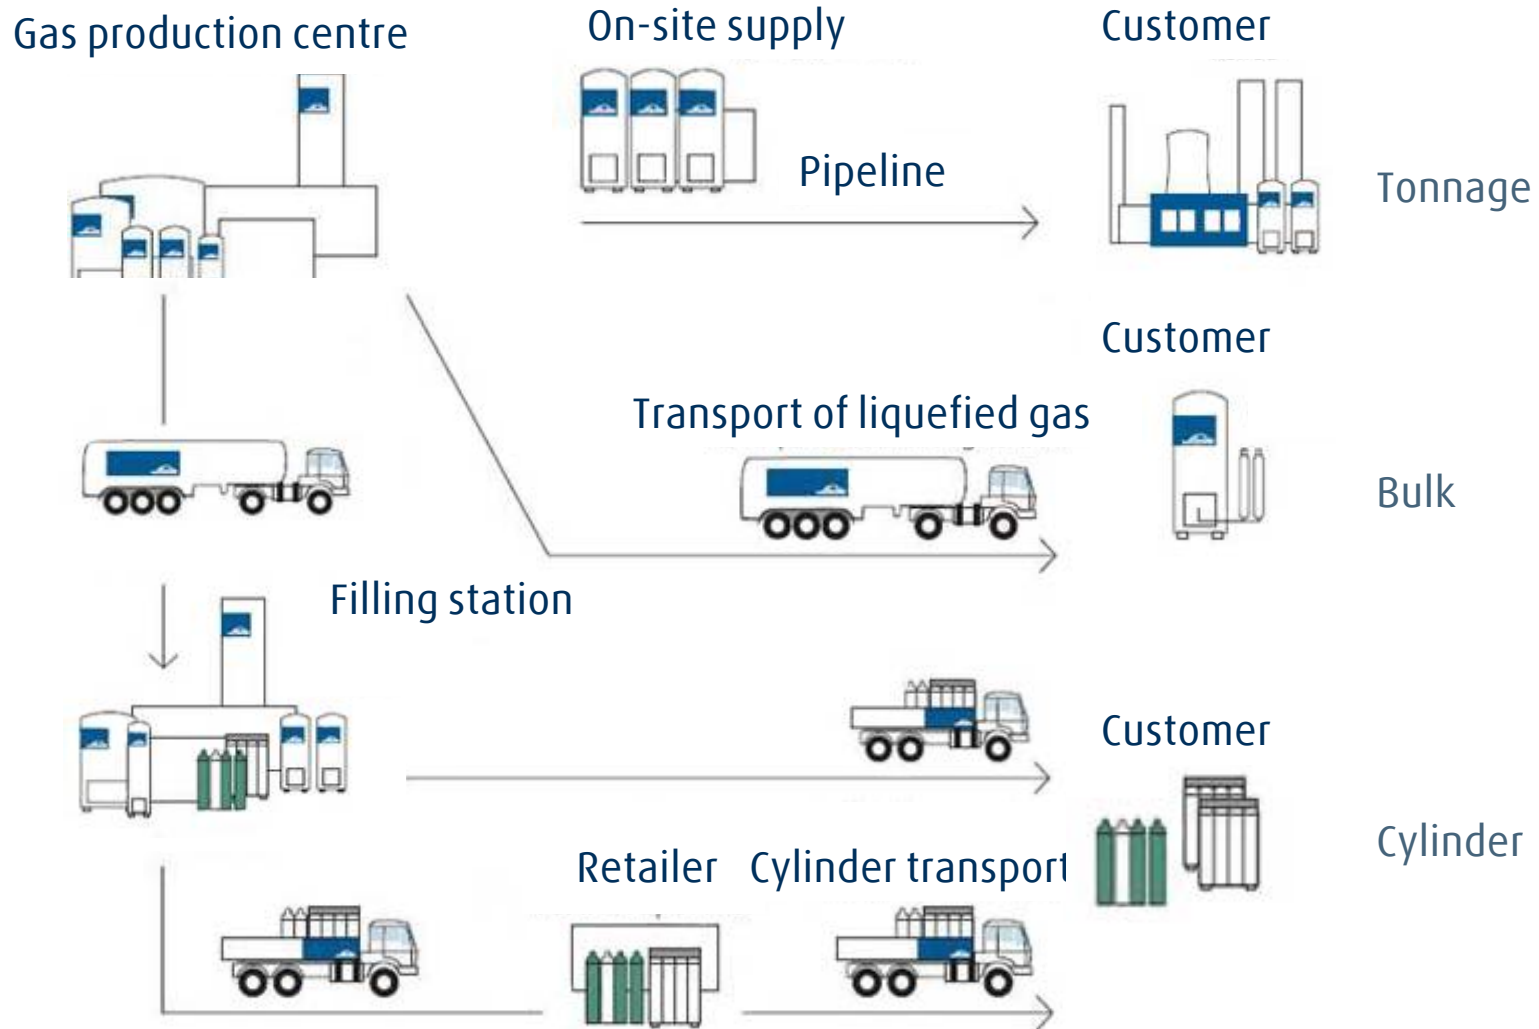 Gas production centre
On-site supply
Customer
Pipeline
Tonnage
Customer
Transport of liquefied gas
Bulk
Filling station
Customer
Cylinder
Retailer
Cylinder transport